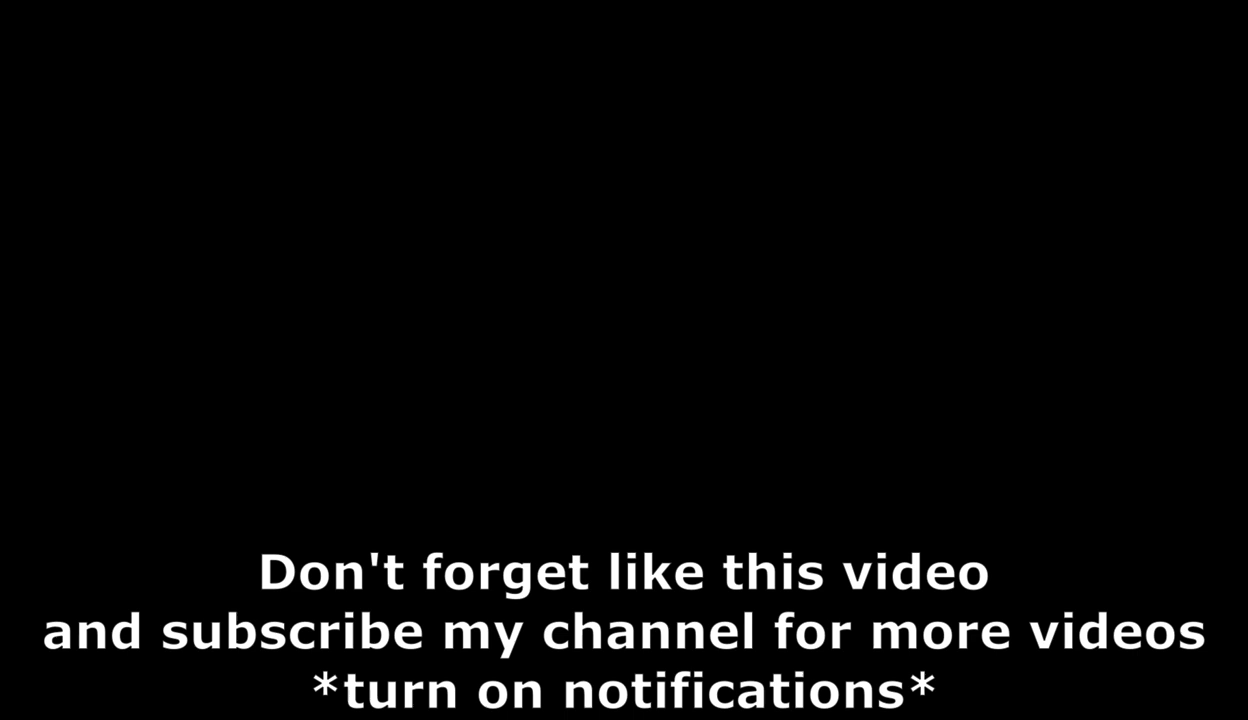 Don't forget like this video
and subscribe my channel for more videos
*turn on notifications*